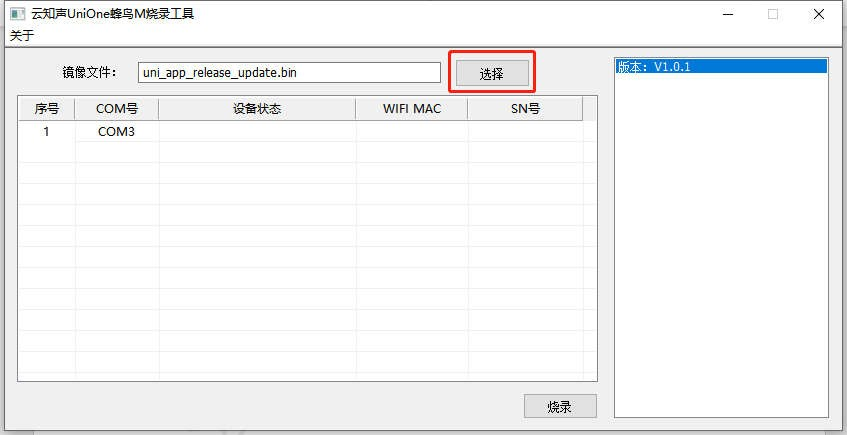 云知声UniOne蜂鸟M烧录工具
关于
镜像文件： uni_app_release_update.bin 选择
版本：V1.0.1
序号 COM号 设备状态 WIFI MAC SN号
1 COM3
烧录